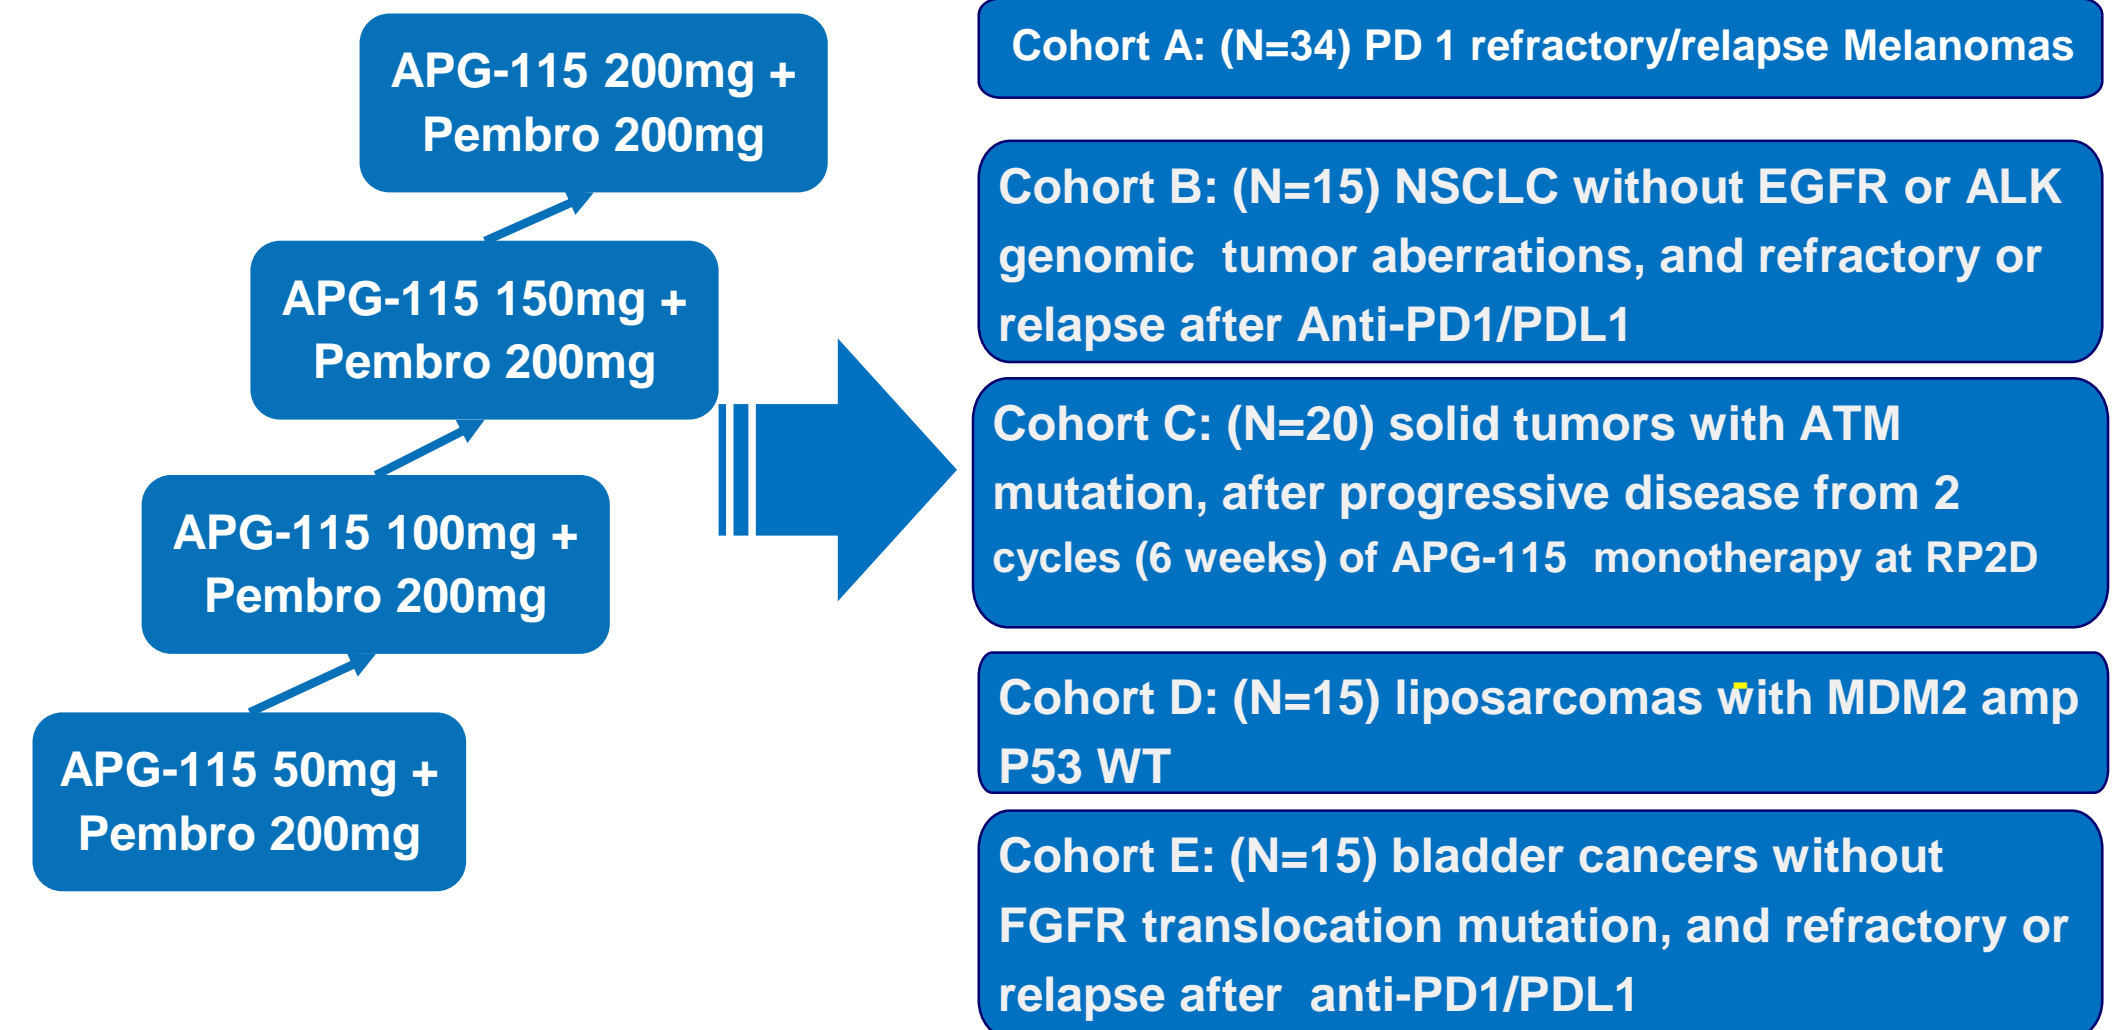 APG-115 200mg +
Pembro 200mg
APG-115 150mg +
Pembro 200mg
APG-115 100mg +
Pembro 200mg
APG-115 50mg +
Pembro 200mg
Cohort A: (N=34) PD 1 refractory/relapse Melanomas
Cohort B: (N=15) NSCLC without EGFR or ALK
genomic tumor aberrations, and refractory or
relapse after Anti-PD1/PDL1
Cohort C: (N=20) solid tumors with ATM
mutation, after progressive disease from 2
cycles (6 weeks) of APG-115 monotherapy at RP2D
Cohort D: (N=15) liposarcomas with MDM2 amp
P53 WT
Cohort E: (N=15) bladder cancers without
FGFR translocation mutation, and refractory or
relapse after anti-PD1/PDL1